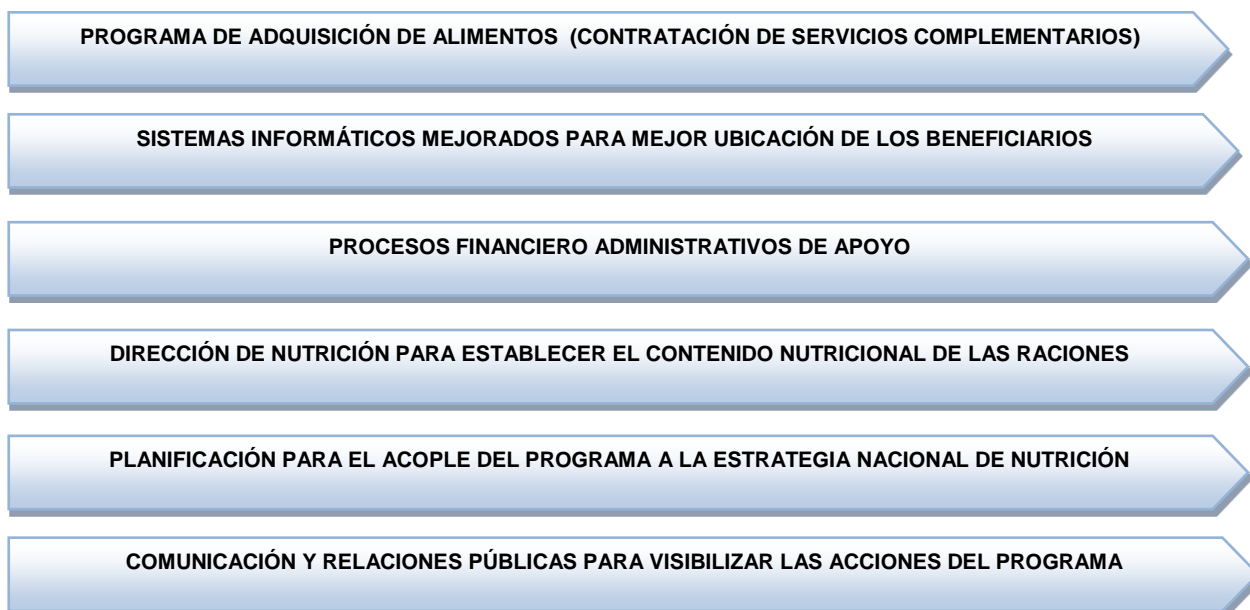 PROGRAMA DE ADQUISICIÓN DE ALIMENTOS (CONTRATACIÓN DE SERVICIOS COMPLEMENTARIOS)
SISTEMAS INFORMÁTICOS MEJORADOS PARA MEJOR UBICACIÓN DE LOS BENEFICIARIOS
PROCESOS FINANCIERO ADMINISTRATIVOS DE APOYO
DIRECCIÓN DE NUTRICIÓN PARA ESTABLECER EL CONTENIDO NUTRICIONAL DE LAS RACIONES
PLANIFICACIÓN PARA EL ACOPLE DEL PROGRAMA A LA ESTRATEGIA NACIONAL DE NUTRICIÓN
COMUNICACIÓN Y RELACIONES PÚBLICAS PARA VISIBILIZAR LAS ACCIONES DEL PROGRAMA